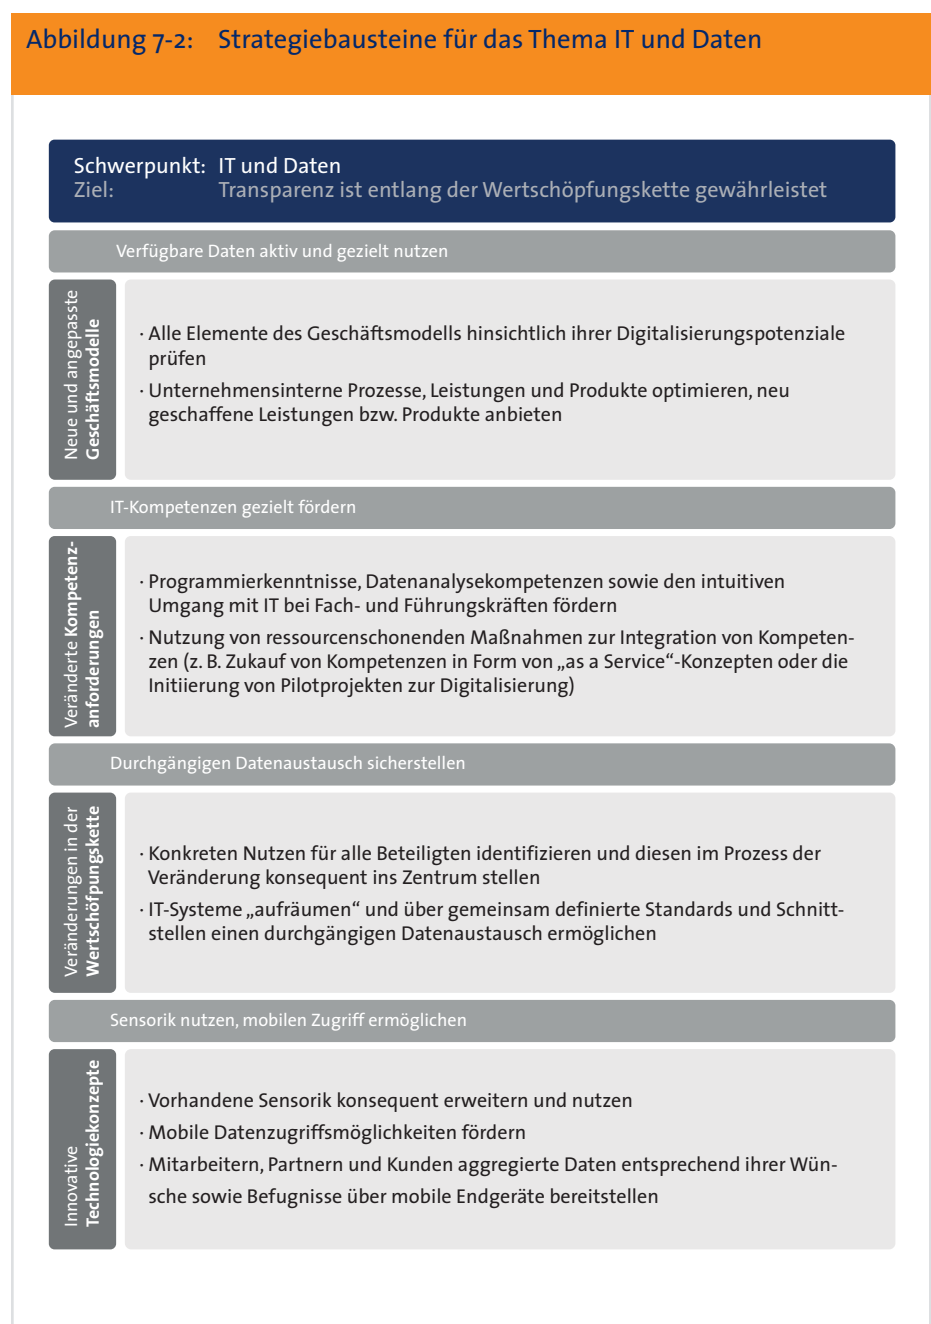 Abbildung 7-2: Strategiebausteine für das Thema IT und Daten
Schwerpunkt: IT und Daten
Ziel: Transparenz ist entlang der Wertschöpfungskette gewährleistet
Verfügbare Daten aktiv und gezielt nutzen
Neue und angepasste
Geschäftsmodelle
· Alle Elemente des Geschäftsmodells hinsichtlich ihrer Digitalisierungspotenziale
prüfen
· Unternehmensinterne Prozesse, Leistungen und Produkte optimieren, neu
geschaffene Leistungen bzw. Produkte anbieten
IT-Kompetenzen gezielt fördern
Veränderte Kompetenz-
anforderungen
· Programmierkenntnisse, Datenanalysekompetenzen sowie den intuitiven
Umgang mit IT bei Fach- und Führungskräften fördern
· Nutzung von ressourcenschonenden Maßnahmen zur Integration von Kompeten-
zen (z. B. Zukauf von Kompetenzen in Form von „as a Service“-Konzepten oder die
Initiierung von Pilotprojekten zur Digitalisierung)
Durchgängigen Datenaustausch sicherstellen
Veränderungen in der
Wertschöfpungskette
· Konkreten Nutzen für alle Beteiligten identifizieren und diesen im Prozess der
Veränderung konsequent ins Zentrum stellen
· IT-Systeme „aufräumen“ und über gemeinsam definierte Standards und Schnitt-
stellen einen durchgängigen Datenaustausch ermöglichen
Sensorik nutzen, mobilen Zugriff ermöglichen
Innovative
Technologiekonzepte
· Vorhandene Sensorik konsequent erweitern und nutzen
· Mobile Datenzugriffsmöglichkeiten fördern
· Mitarbeitern, Partnern und Kunden aggregierte Daten entsprechend ihrer Wün-
sche sowie Befugnisse über mobile Endgeräte bereitstellen